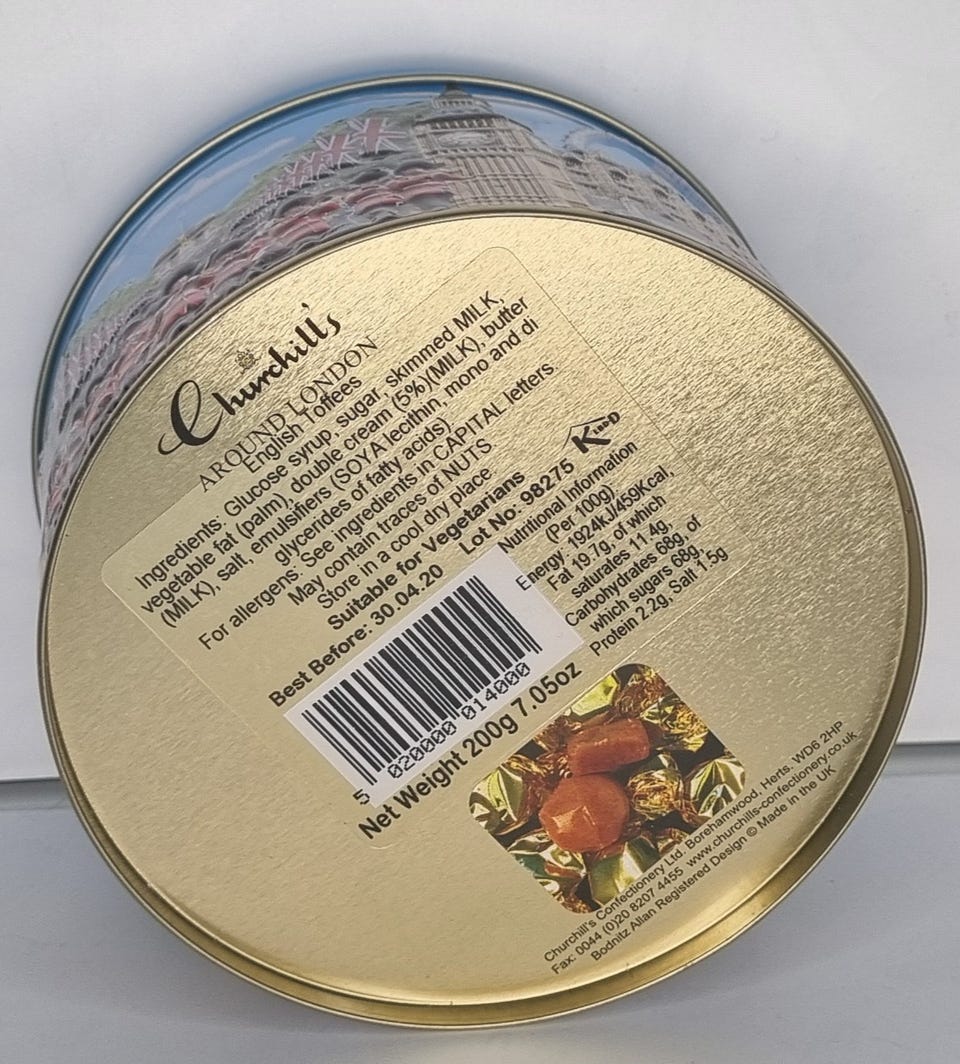 Churchill's
AROUND LONDON
English Toffees
Ingredients: Glucose syrup, sugar, skimmed MILK,
vegetable fat (palm), double cream (5%)(MILK), butter
(MILK), salt, emulsifiers (SOYA lecithin, mono and di
glycerides of fatty acids)
For allergens, See ingredients in CAPITAL letters
May contain traces of NUTS
Store in a cool dry place
Suitable for Vegetarians
Best Before: 30.04.20 Lot No: 98275
Nutritional Information
(Per 100g)
Energy: 1924kJ/459Kcal,
Fat 19.7g, of which
saturates 11.4g,
Carbohydrates 68g, of
which sugars 68g,
Protein 2.2g, Salt 1.5g
5 020000 014000
Net Weight 200g 7.05oz
Churchill's Confectionery Ltd. Borehamwood, Herts. WD6 2HP
Fax: 0044 (0)20 8207 4455 www.churchills-confectionery.co.uk
Bodnitz Allan Registered Design © Made in the UK